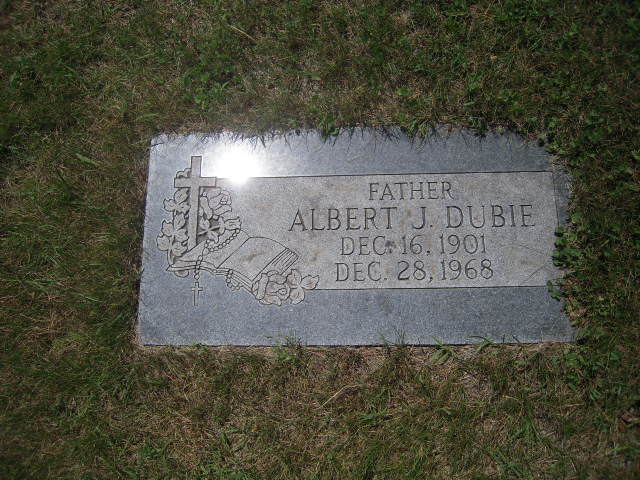 FATHER
ALBERT J. DUBIE
DEC. 16, 1901
DEC. 28, 1968